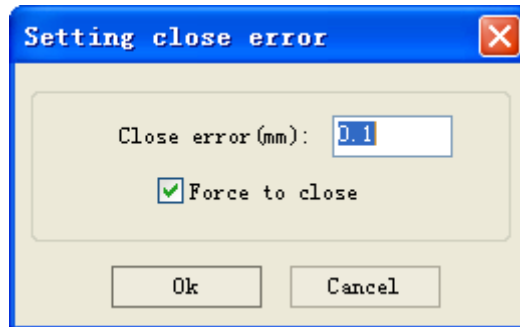 Setting close error
Close error(mm): 0.1
Force to close
Ok Cancel